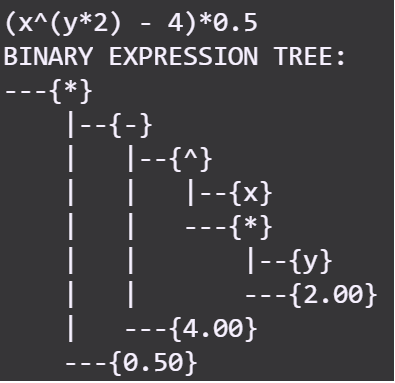 (x^(y*2) - 4)*0.5
BINARY EXPRESSION TREE:
---{*}
    |--{-}
    |   |--{^}
    |   |   |--{x}
    |   |   ---{*}
    |   |       |--{y}
    |   |       ---{2.00}
    |   ---{4.00}
    ---{0.50}